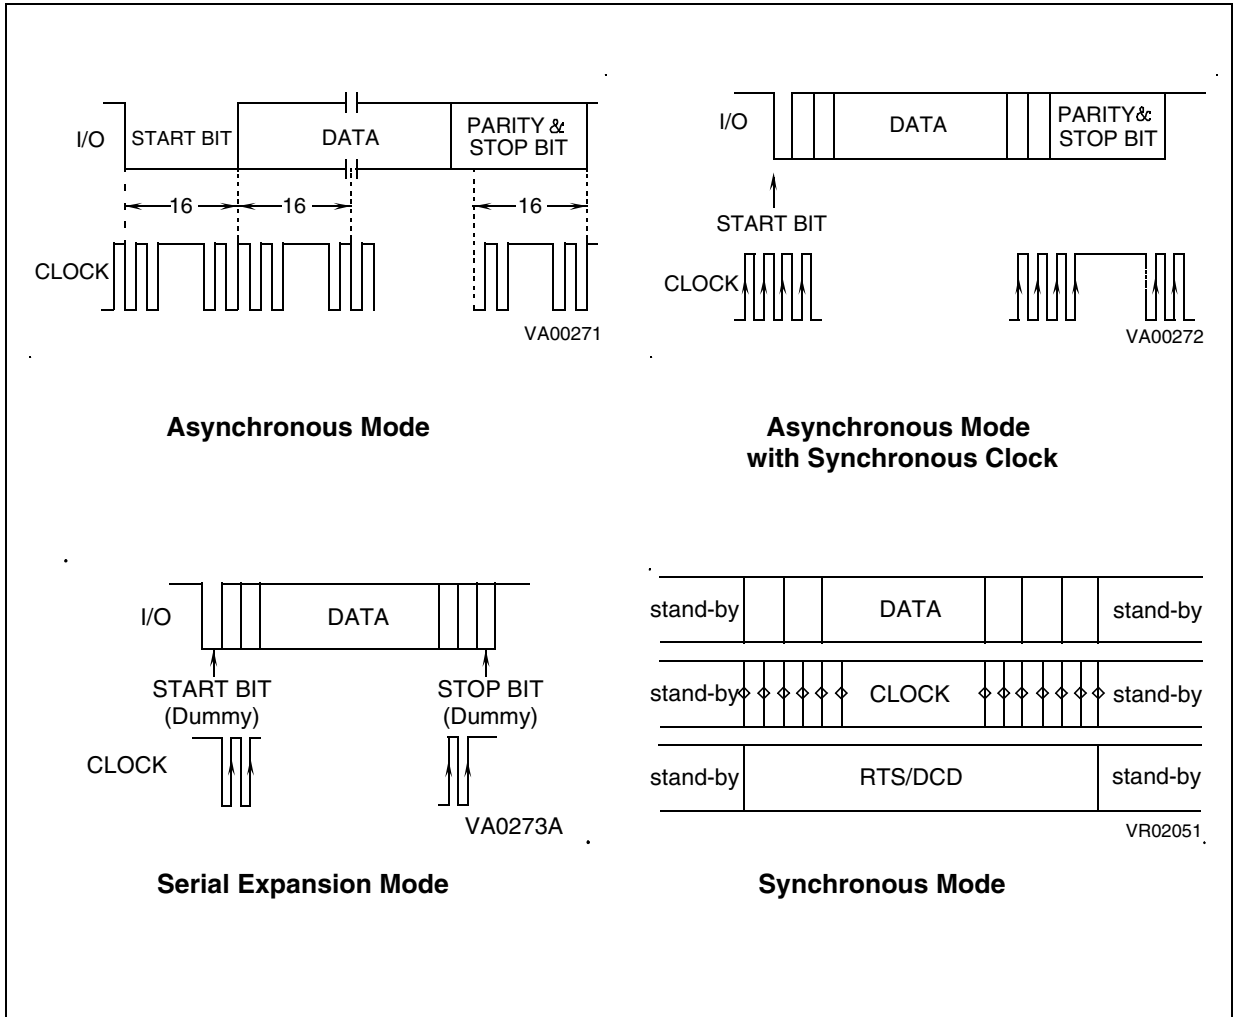 I/O
START BIT
DATA
PARITY &
STOP BIT
16
16
16
CLOCK
VA00271
Asynchronous Mode
I/O
DATA
PARITY&
STOP BIT
START BIT
CLOCK
VA00272
Asynchronous Mode
with Synchronous Clock
I/O
DATA
START BIT
(Dummy)
STOP BIT
(Dummy)
CLOCK
VA0273A
Serial Expansion Mode
stand-by
DATA
stand-by
stand-by
CLOCK
stand-by
stand-by
RTS/DCD
stand-by
VR02051
Synchronous Mode